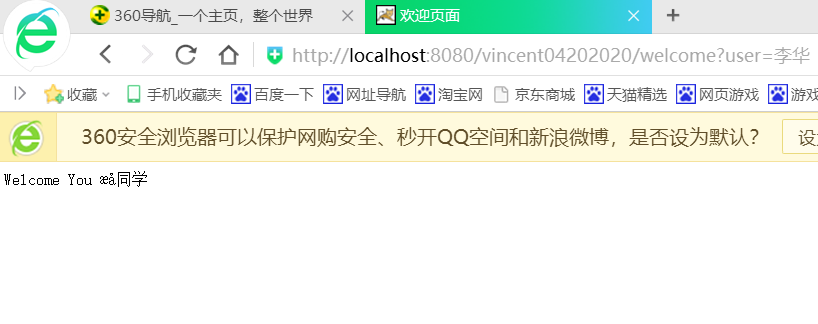 360导航_一个主页，整个世界
欢迎页面
http://localhost:8080/vincent04202020/welcome?user=李华
收藏 手机收藏夹 百度一下 网址导航 淘宝网 京东商城 天猫精选 网页游戏 游戏
360安全浏览器可以保护网购安全、秒开QQ空间和新浪微博，是否设为默认？
Welcome You æå同学